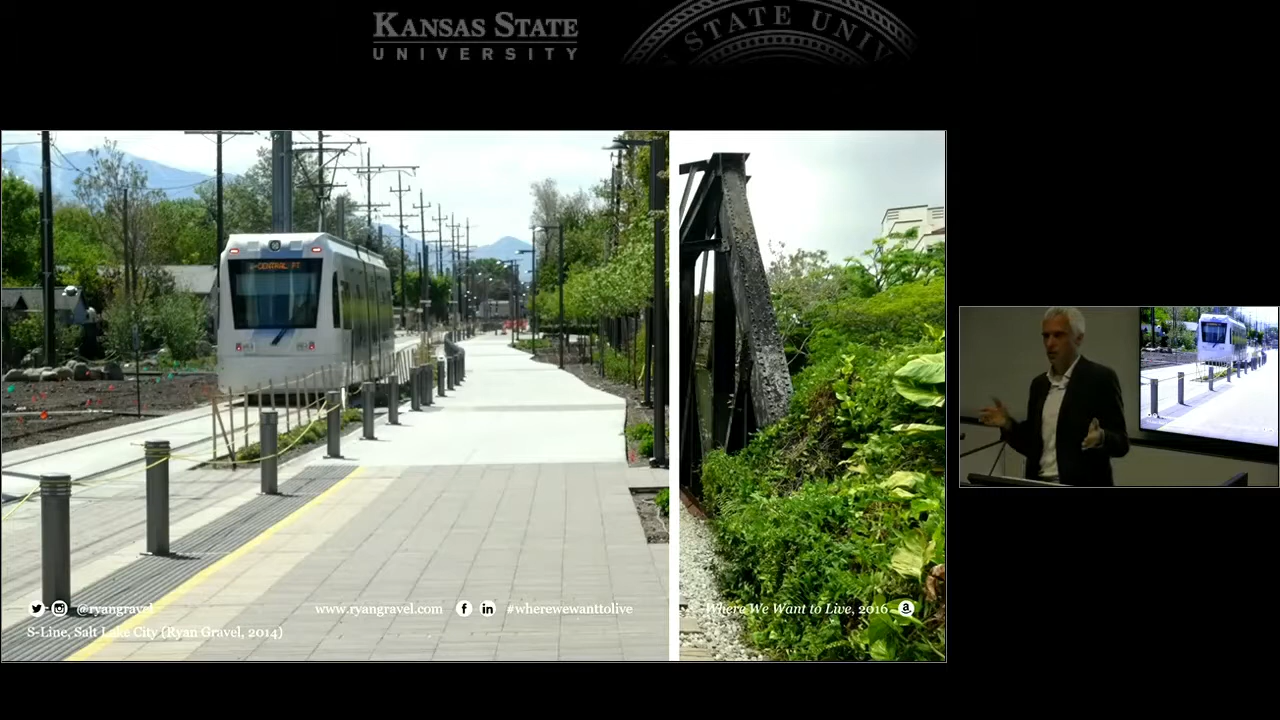 KANSAS STATE
UNIVERSITY
STATE UNIV
S-CENTRAL PT
@ryangravel
www.ryangravel.com
#wherewewanttolive
Where We Want to Live, 2016
S-Line, Salt Lake City (Ryan Gravel, 2014)